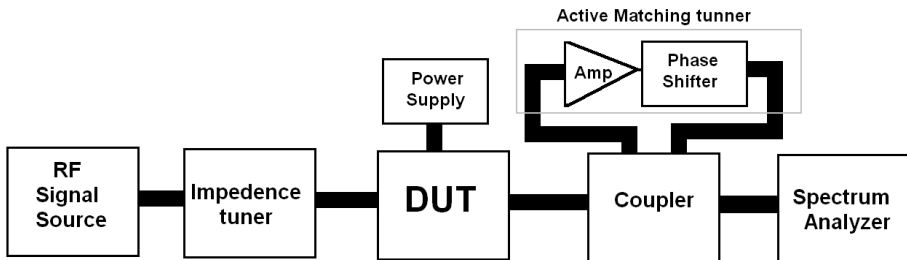 Active Matching tunner
Amp
Phase
Shifter
Power
Supply
RF
Signal
Source
Impedence
tuner
DUT
Coupler
Spectrum
Analyzer